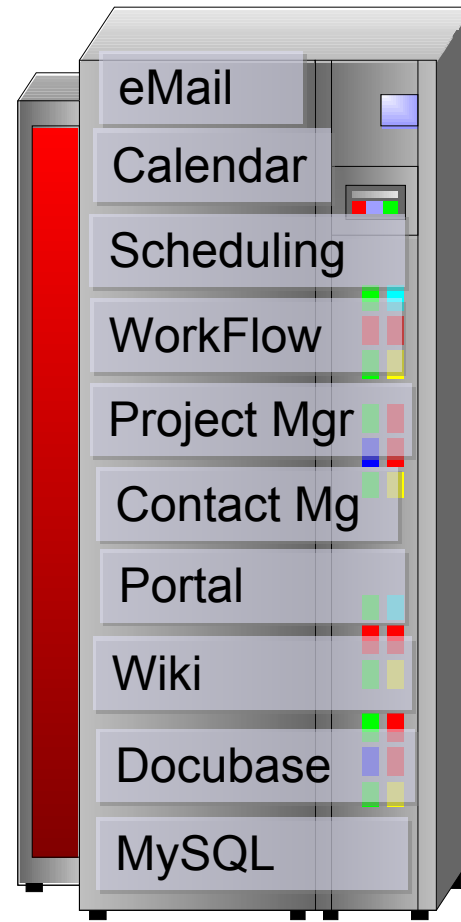 eMail
Calendar
Scheduling
WorkFlow
Project Mgr
Contact Mg
Portal
Wiki
Docubase
MySQL